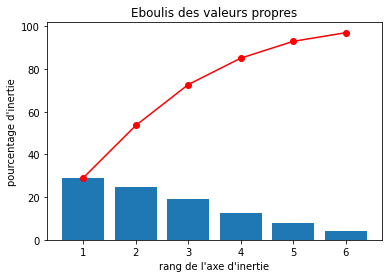 Eboulis des valeurs propres
100
80
60
40
20
0
pourcentage d'inertie
1 2 3 4 5 6
rang de l'axe d'inertie